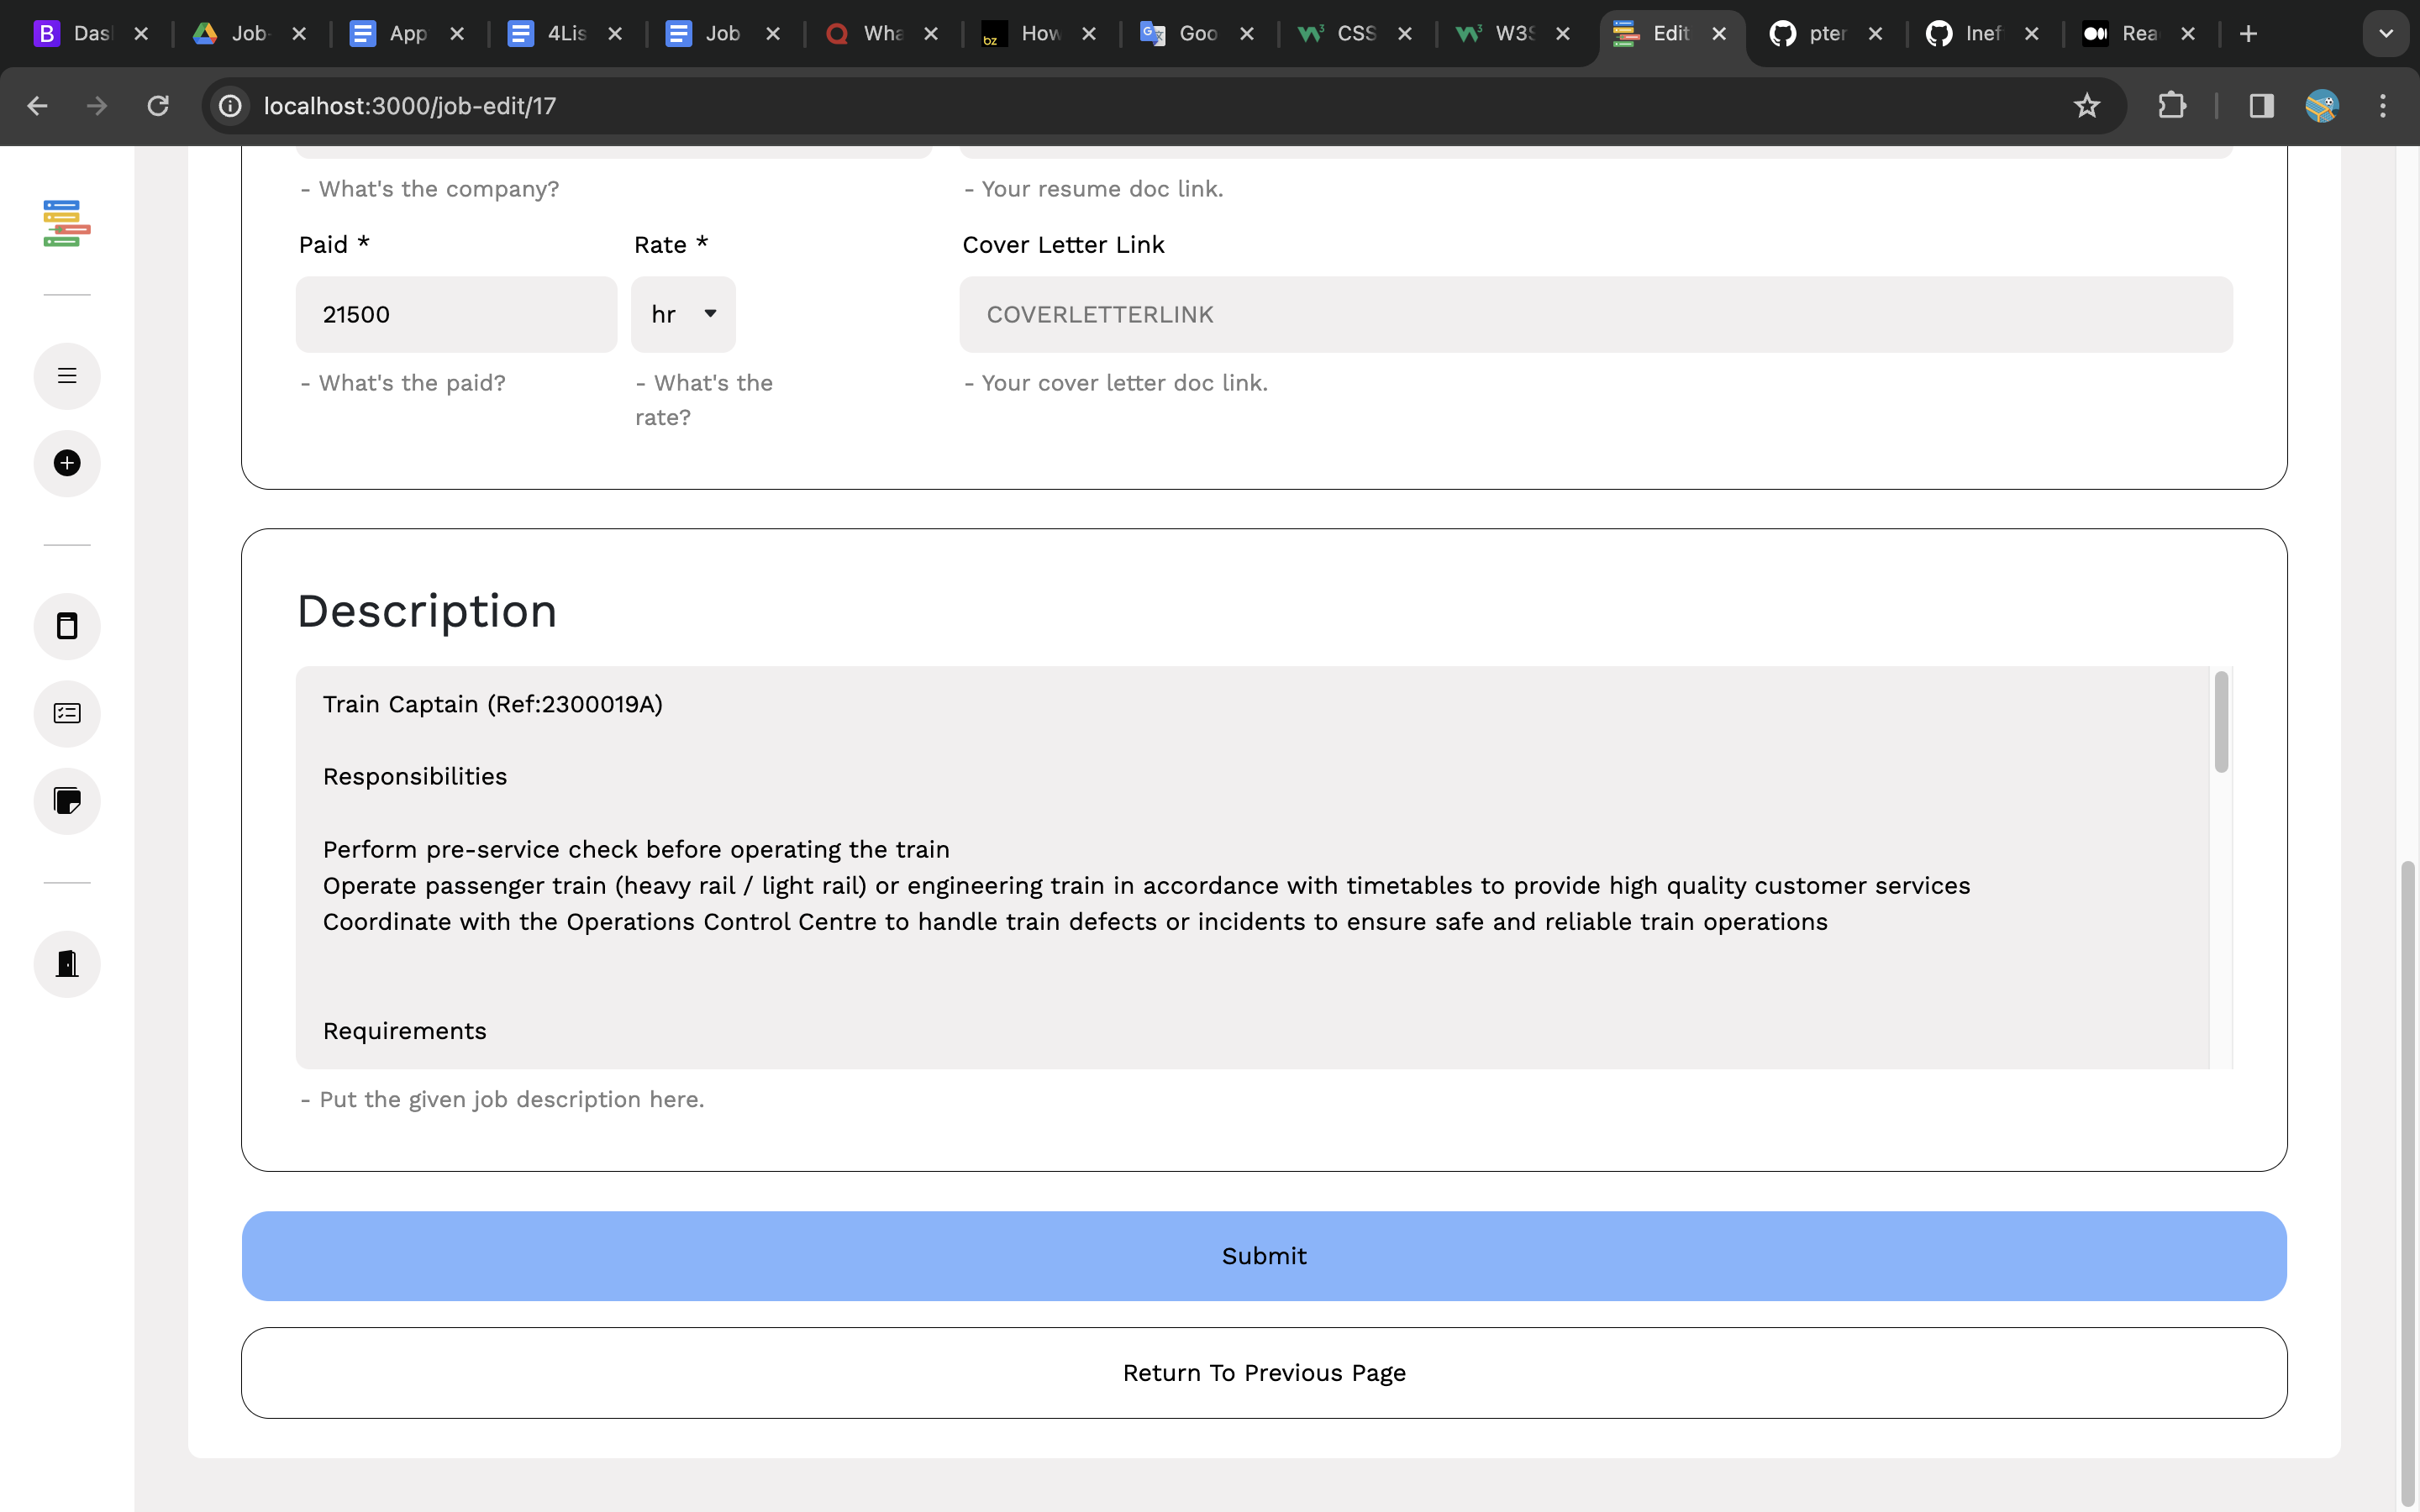 B Das
Job-
App
4Lis
Job
Wha
bz How
Goo
CSS
W3S
Edit
pter
Inef
Rea
localhost:3000/job-edit/17
- What's the company?
- Your resume doc link.
Paid *
Rate *
Cover Letter Link
21500
hr
COVERLETTERLINK
- What's the paid?
- What's the
rate?
- Your cover letter doc link.
Description
Train Captain (Ref:2300019A)
Responsibilities
Perform pre-service check before operating the train
Operate passenger train (heavy rail / light rail) or engineering train in accordance with timetables to provide high quality customer services
Coordinate with the Operations Control Centre to handle train defects or incidents to ensure safe and reliable train operations
Requirements
- Put the given job description here.
Submit
Return To Previous Page